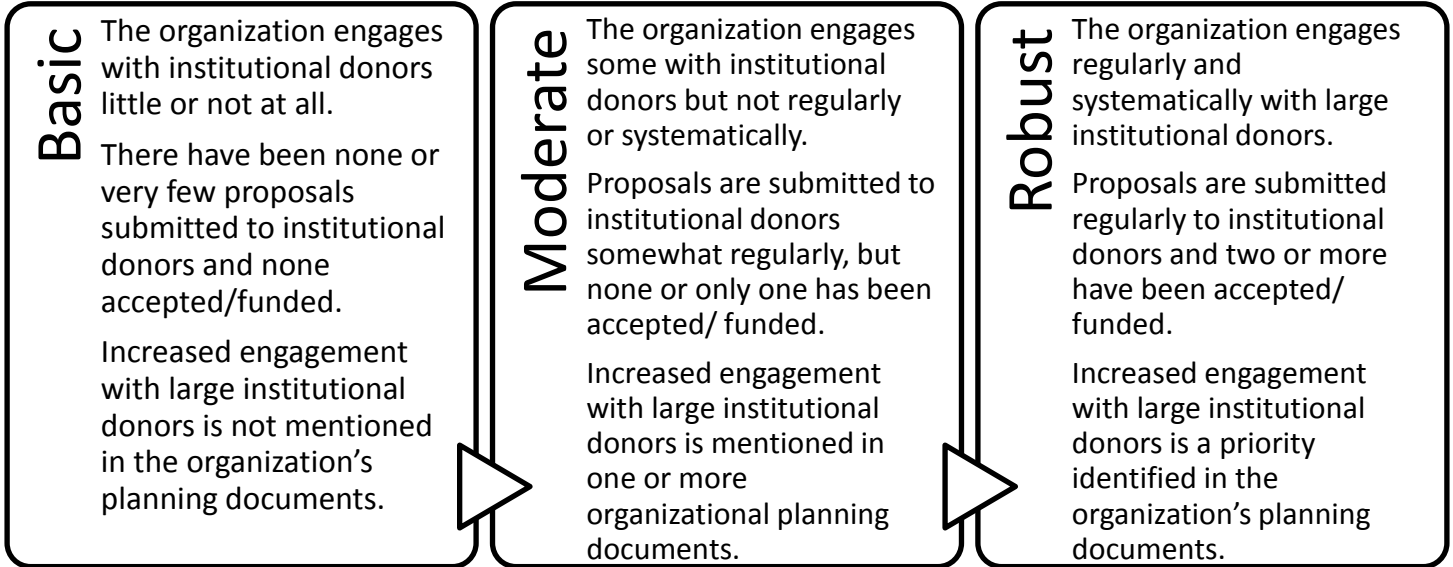 Basic
The organization engages
with institutional donors
little or not at all.
There have been none or
very few proposals
submitted to institutional
donors and none
accepted/funded.
Increased engagement
with large institutional
donors is not mentioned
in the organization’s
planning documents.
Moderate
The organization engages
some with institutional
donors but not regularly
or systematically.
Proposals are submitted to
institutional donors
somewhat regularly, but
none or only one has been
accepted/ funded.
Increased engagement
with large institutional
donors is mentioned in
one or more
organizational planning
documents.
Robust
The organization engages
regularly and
systematically with large
institutional donors.
Proposals are submitted
regularly to institutional
donors and two or more
have been accepted/
funded.
Increased engagement
with large institutional
donors is a priority
identified in the
organization’s planning
documents.